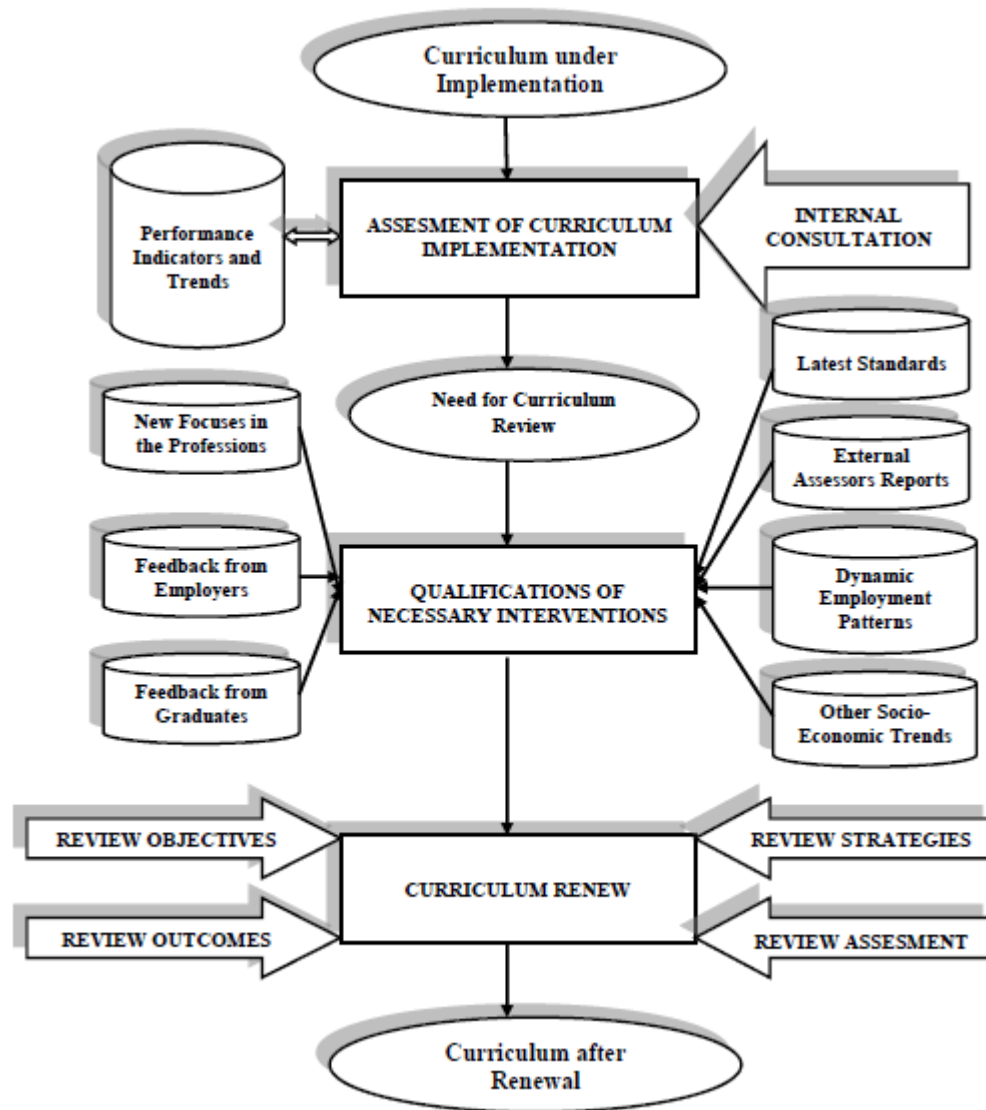 Curriculum under
Implementation
Performance
Indicators and
Trends
ASSESMENT OF CURRICULUM
IMPLEMENTATION
INTERNAL
CONSULTATION
Latest Standards
New Focuses in
the Professions
Need for Curriculum
Review
External
Assessors Reports
Feedback from
Employers
QUALIFICATIONS OF
NECESSARY INTERVENTIONS
Dynamic
Employment
Patterns
Feedback from
Graduates
Other Socio-
Economic Trends
REVIEW OBJECTIVES
REVIEW STRATEGIES
CURRICULUM RENEW
REVIEW OUTCOMES
REVIEW ASSESMENT
Curriculum after
Renewal